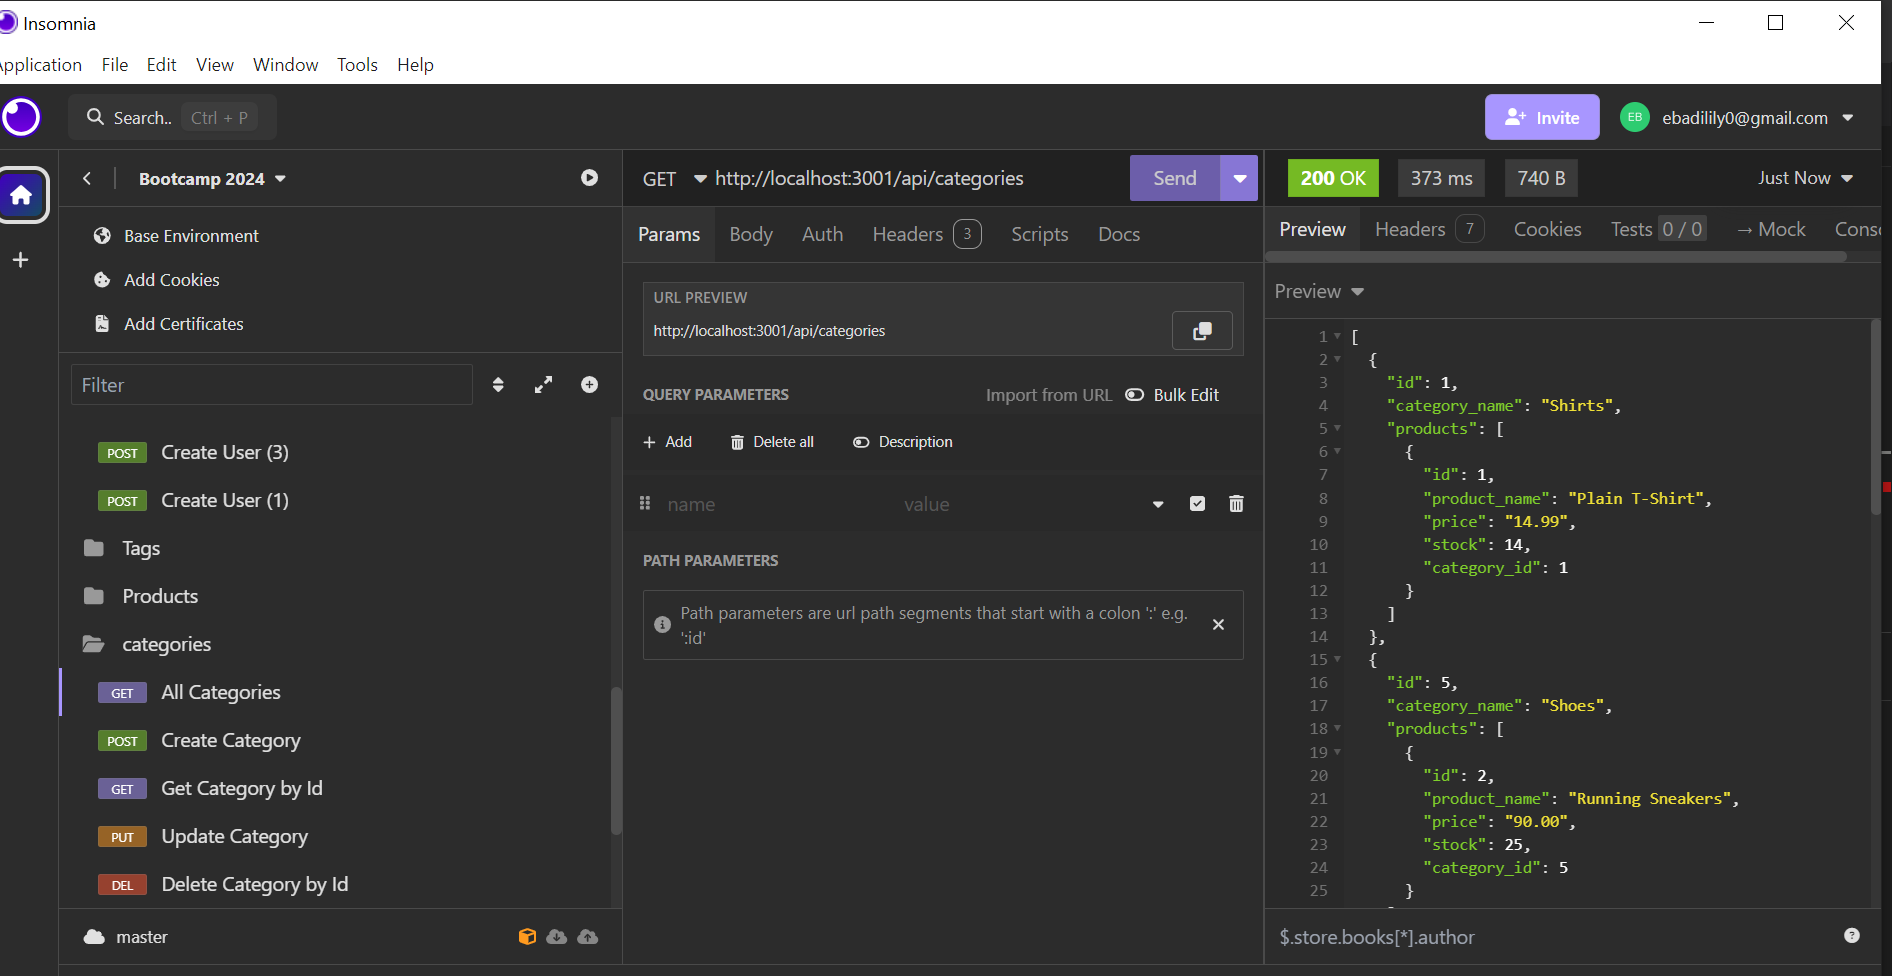 Insomnia
Application File Edit View Window Tools Help
Search.. Ctrl + P
Invite
EB
ebadilily0@gmail.com
Bootcamp 2024
Base Environment
Add Cookies
Add Certificates
Filter
POST Create User (3)
POST Create User (1)
Tags
Products
categories
GET All Categories
POST Create Category
GET Get Category by Id
PUT Update Category
DEL Delete Category by Id
master
GET http://localhost:3001/api/categories Send
Params Body Auth Headers 3 Scripts Docs
URL PREVIEW
http://localhost:3001/api/categories
QUERY PARAMETERS Import from URL Bulk Edit
+ Add Delete all Description
name value
PATH PARAMETERS
Path parameters are url path segments that start with a colon ':' e.g.
':id'
200 OK 373 ms 740 B Just Now
Preview Headers 7 Cookies Tests 0 / 0 → Mock Conso
Preview
1 [
2 {
3 "id": 1,
4 "category_name": "Shirts",
5 "products": [
6 {
7 "id": 1,
8 "product_name": "Plain T-Shirt",
9 "price": "14.99",
10 "stock": 14,
11 "category_id": 1
12 }
13 ]
14 },
15 {
16 "id": 5,
17 "category_name": "Shoes",
18 "products": [
19 {
20 "id": 2,
21 "product_name": "Running Sneakers",
22 "price": "90.00",
23 "stock": 25,
24 "category_id": 5
25 }
$.store.books[*].author